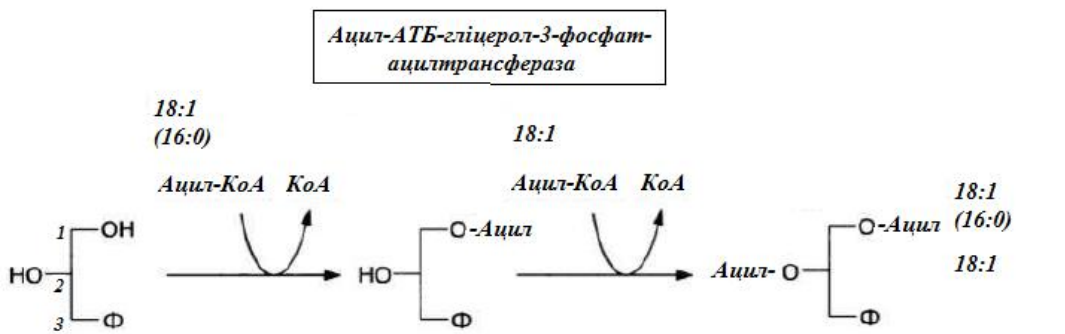 Ацил-АТБ-гліцерол-3-фосфат-
ацилтрансфераза
18:1
(16:0)
18:1
Ацил-КоА КоА
Ацил-КоА КоА
18:1
(16:0)
18:1
1 OH
HO 2
3 Ф
O-Ацил
HO
Ф
O-Ацил
Ацил- O
Ф